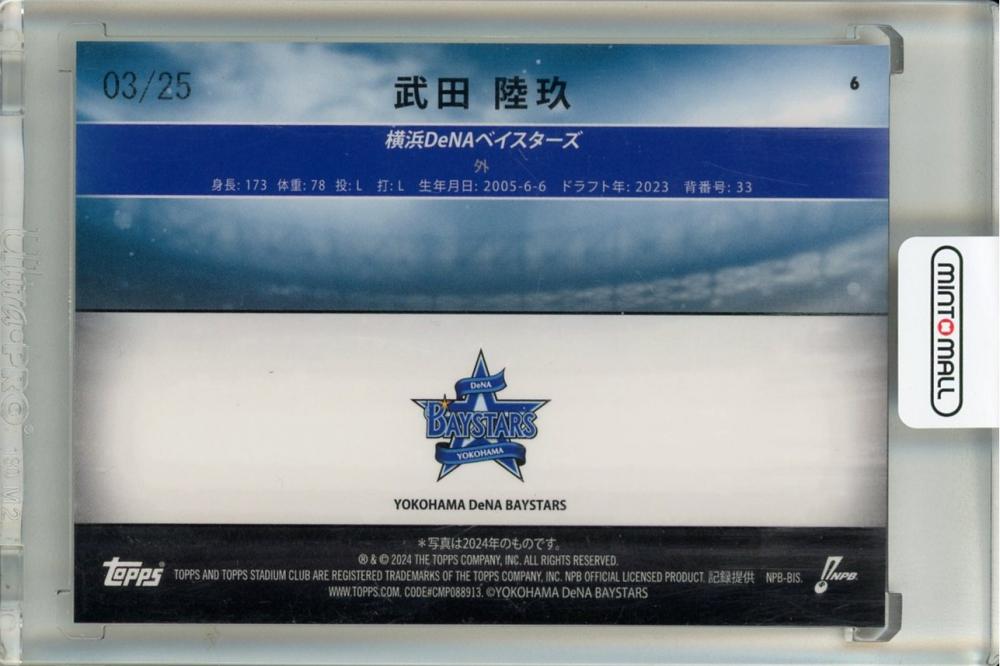 03/25
武田 陸玖
6
横浜DeNAベイスターズ
外
身長: 173 体重: 78 投: L 打: L 生年月日: 2005-6-6 ドラフト年: 2023 背番号: 33
DeNA
BAYSTARS
YOKOHAMA
YOKOHAMA DeNA BAYSTARS
＊写真は2024年のものです。
® & © 2024 THE TOPPS COMPANY, INC. ALL RIGHTS RESERVED.
topps
TOPPS AND TOPPS STADIUM CLUB ARE REGISTERED TRADEMARKS OF THE TOPPS COMPANY, INC. NPB OFFICIAL LICENSED PRODUCT. 記録提供 NPB-BIS.
NPB
WWW.TOPPS.COM. CODE#CMP088913. ©YOKOHAMA DeNA BAYSTARS
MINT MALL
Ultra·PRO®